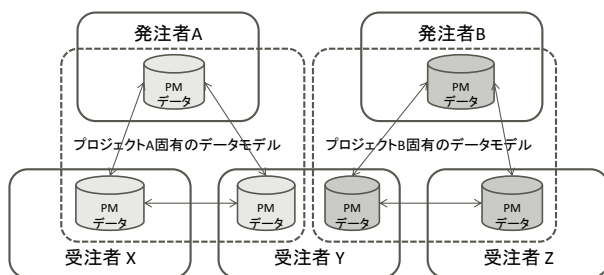 発注者A
発注者B
PM
データ
PM
データ
プロジェクトA固有のデータモデル
プロジェクトB固有のデータモデル
PM
データ
PM
データ
PM
データ
PM
データ
受注者 X
受注者 Y
受注者 Z